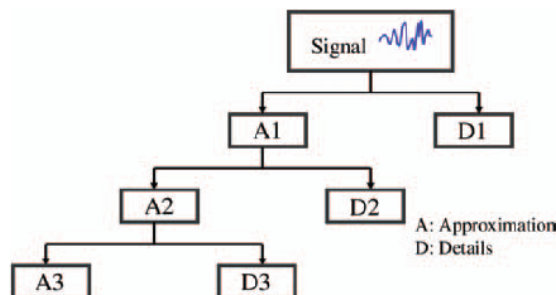 Signal
A1
D1
A2
D2
A: Approximation
D: Details
A3
D3